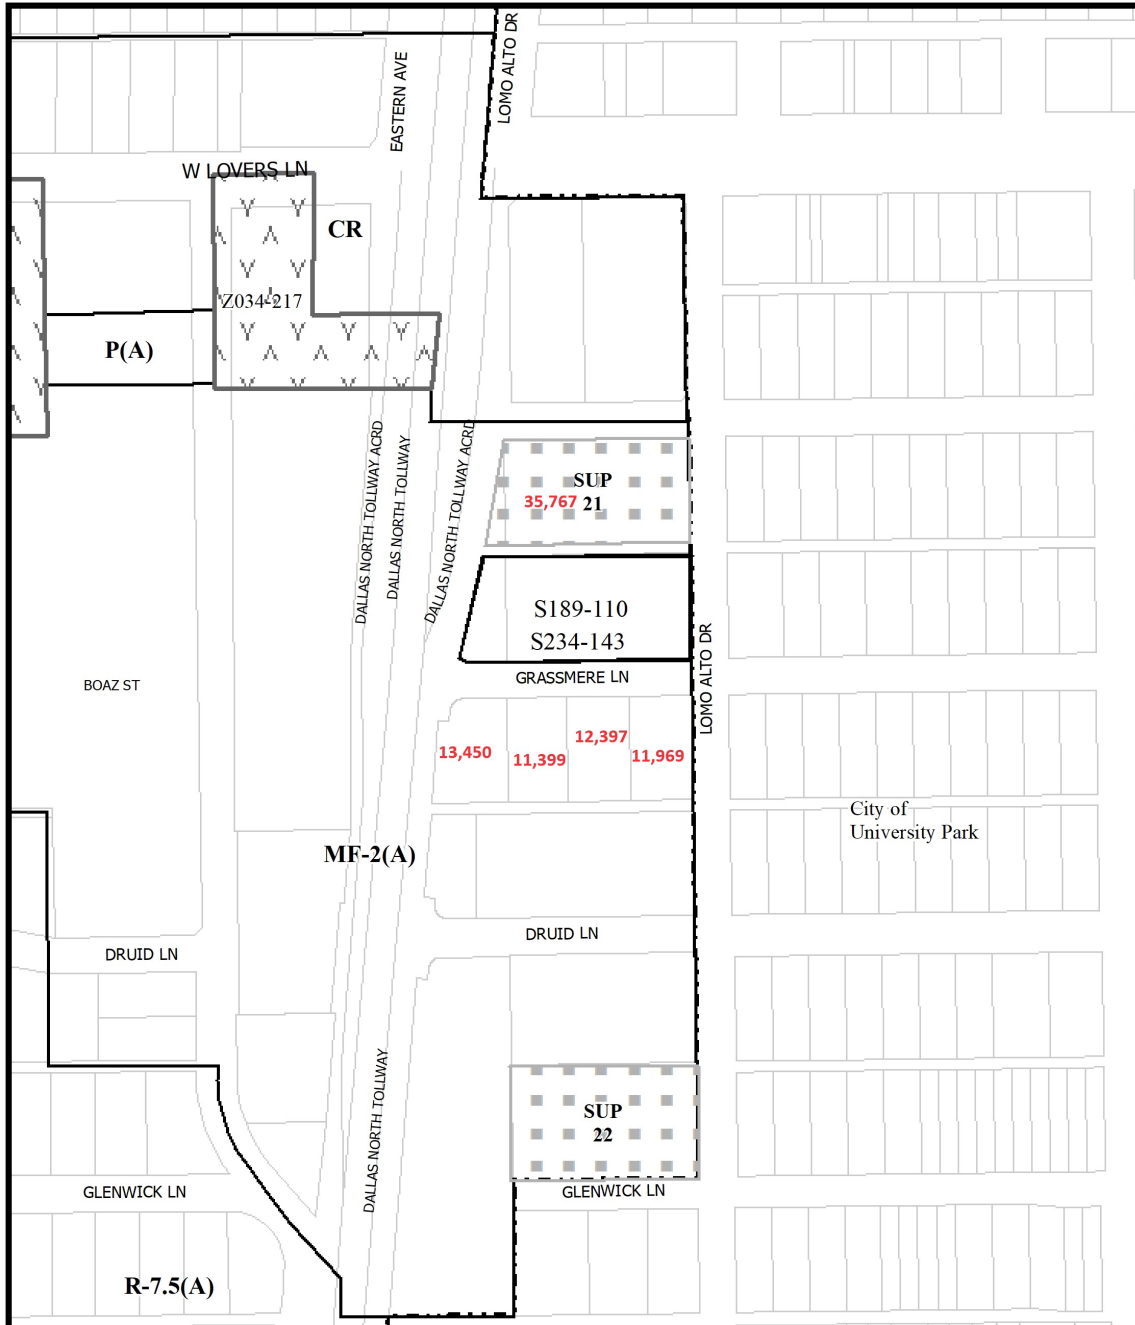 LOMO ALTO DR
EASTERN AVE
W LOVERS LN
CR
Z034-217
P(A)
DALLAS NORTH TOLLWAY ACRD
DALLAS NORTH TOLLWAY
DALLAS NORTH TOLLWAY ACRD
SUP
35,767
21
S189-110
S234-143
LOMO ALTO DR
GRASSMERE LN
BOAZ ST
13,450
11,399
12,397
11,969
City of
University Park
MF-2(A)
DRUID LN
DRUID LN
DALLAS NORTH TOLLWAY
SUP
22
GLENWICK LN
GLENWICK LN
R-7.5(A)